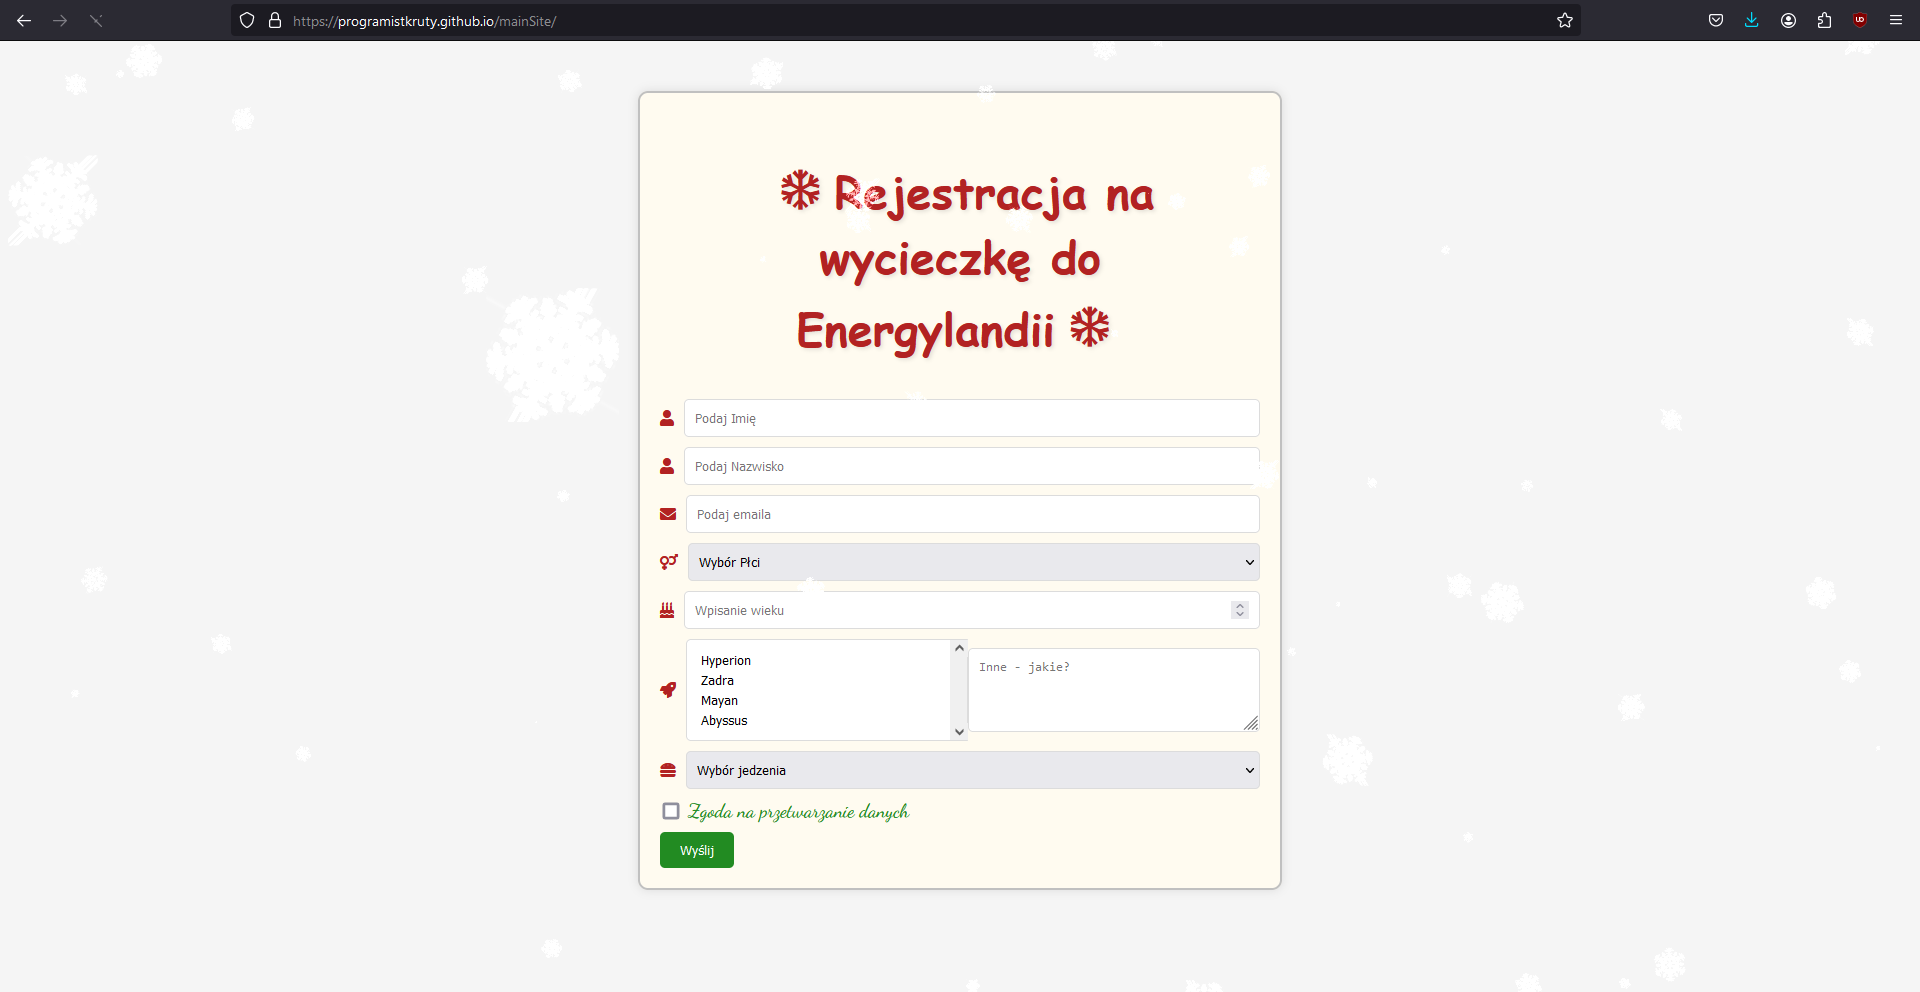 https://programistkruty.github.io/mainSite/
Rejestracja na
wycieczkę do
Energylandii
Podaj Imię
Podaj Nazwisko
Podaj emaila
Wybór Płci
Wpisanie wieku
Hyperion
Zadra
Mayan
Abyssus
Inne - jakie?
Wybór jedzenia
Zgoda na przetwarzanie danych
Wyślij